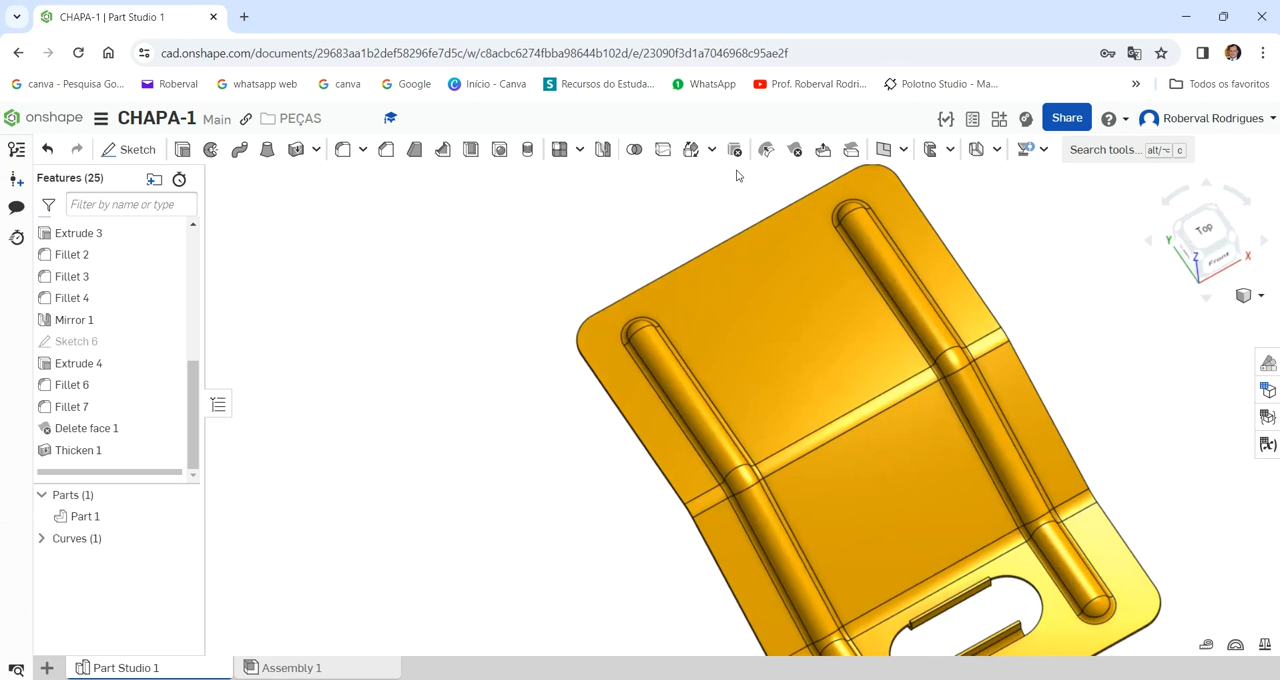 CHAPA-1 | Part Studio 1
cad.onshape.com/documents/29683aa1b2def58296fe7d5c/w/c8acbc6274fbba98644b102d/e/23090f3d1a7046968c95ae2f
canva - Pesquisa Go... Roberval whatsapp web canva Google Início - Canva Recursos do Estuda... WhatsApp Prof. Roberval Rodri... Polotno Studio - Ma... » Todos os favoritos
onshape CHAPA-1 Main PEÇAS Share Roberval Rodrigues
Sketch Search tools... alt/⌥ c
Features (25)
Filter by name or type
Extrude 3
Fillet 2
Fillet 3
Fillet 4
Mirror 1
Sketch 6
Extrude 4
Fillet 6
Fillet 7
Delete face 1
Thicken 1
Parts (1)
Part 1
Curves (1)
Top
Front
Y
Z
X
Part Studio 1
Assembly 1